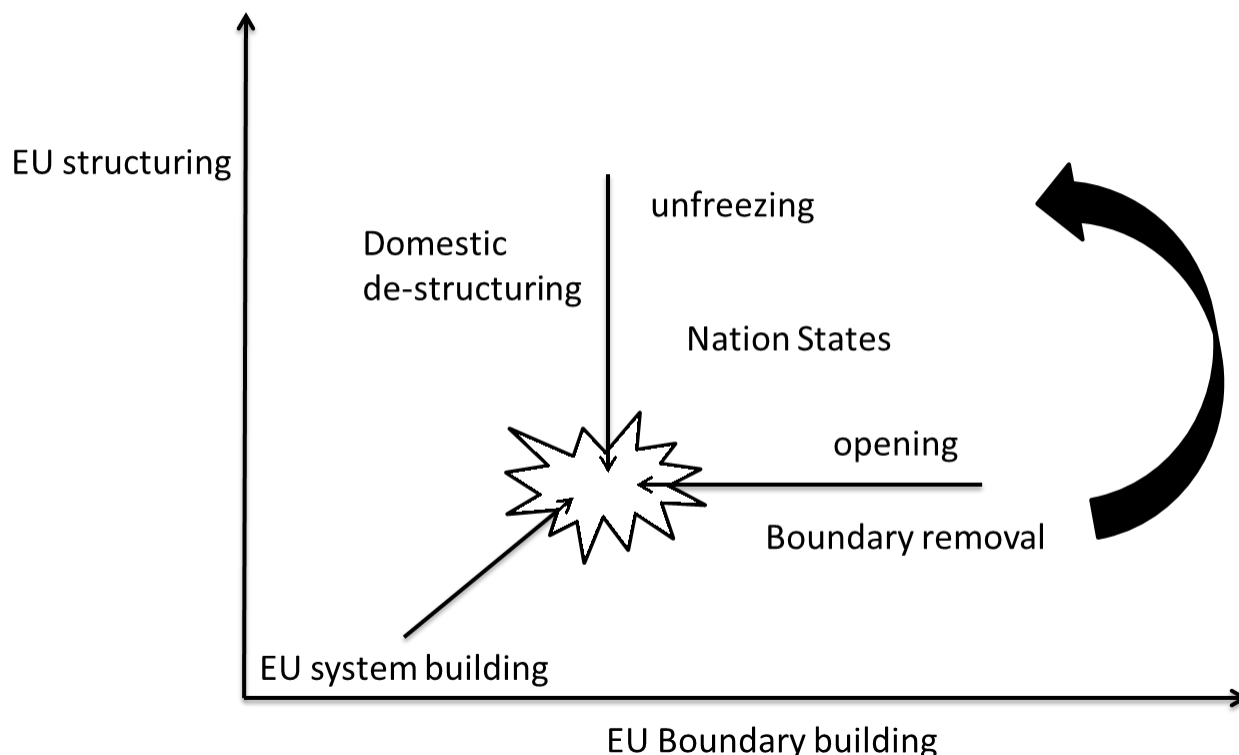 EU structuring
unfreezing
Domestic
de-structuring
Nation States
opening
Boundary removal
EU system building
EU Boundary building